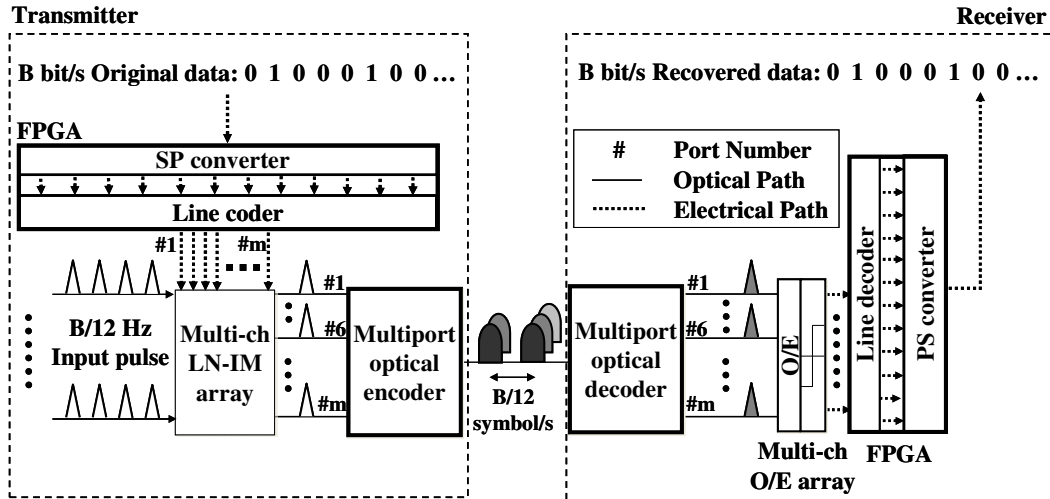 Transmitter
B bit/s Original data: 0 1 0 0 0 1 0 0 ...
FPGA
SP converter
Line coder
#1
#m
B/12 Hz
Input pulse
Multi-ch
LN-IM
array
#1
#6
#m
Multiport
optical
encoder
B/12
symbol/s
Receiver
B bit/s Recovered data: 0 1 0 0 0 1 0 0 ...
# Port Number
Optical Path
Electrical Path
Multiport
optical
decoder
#1
#6
#m
O/E
Multi-ch
O/E array
Line decoder
PS converter
FPGA